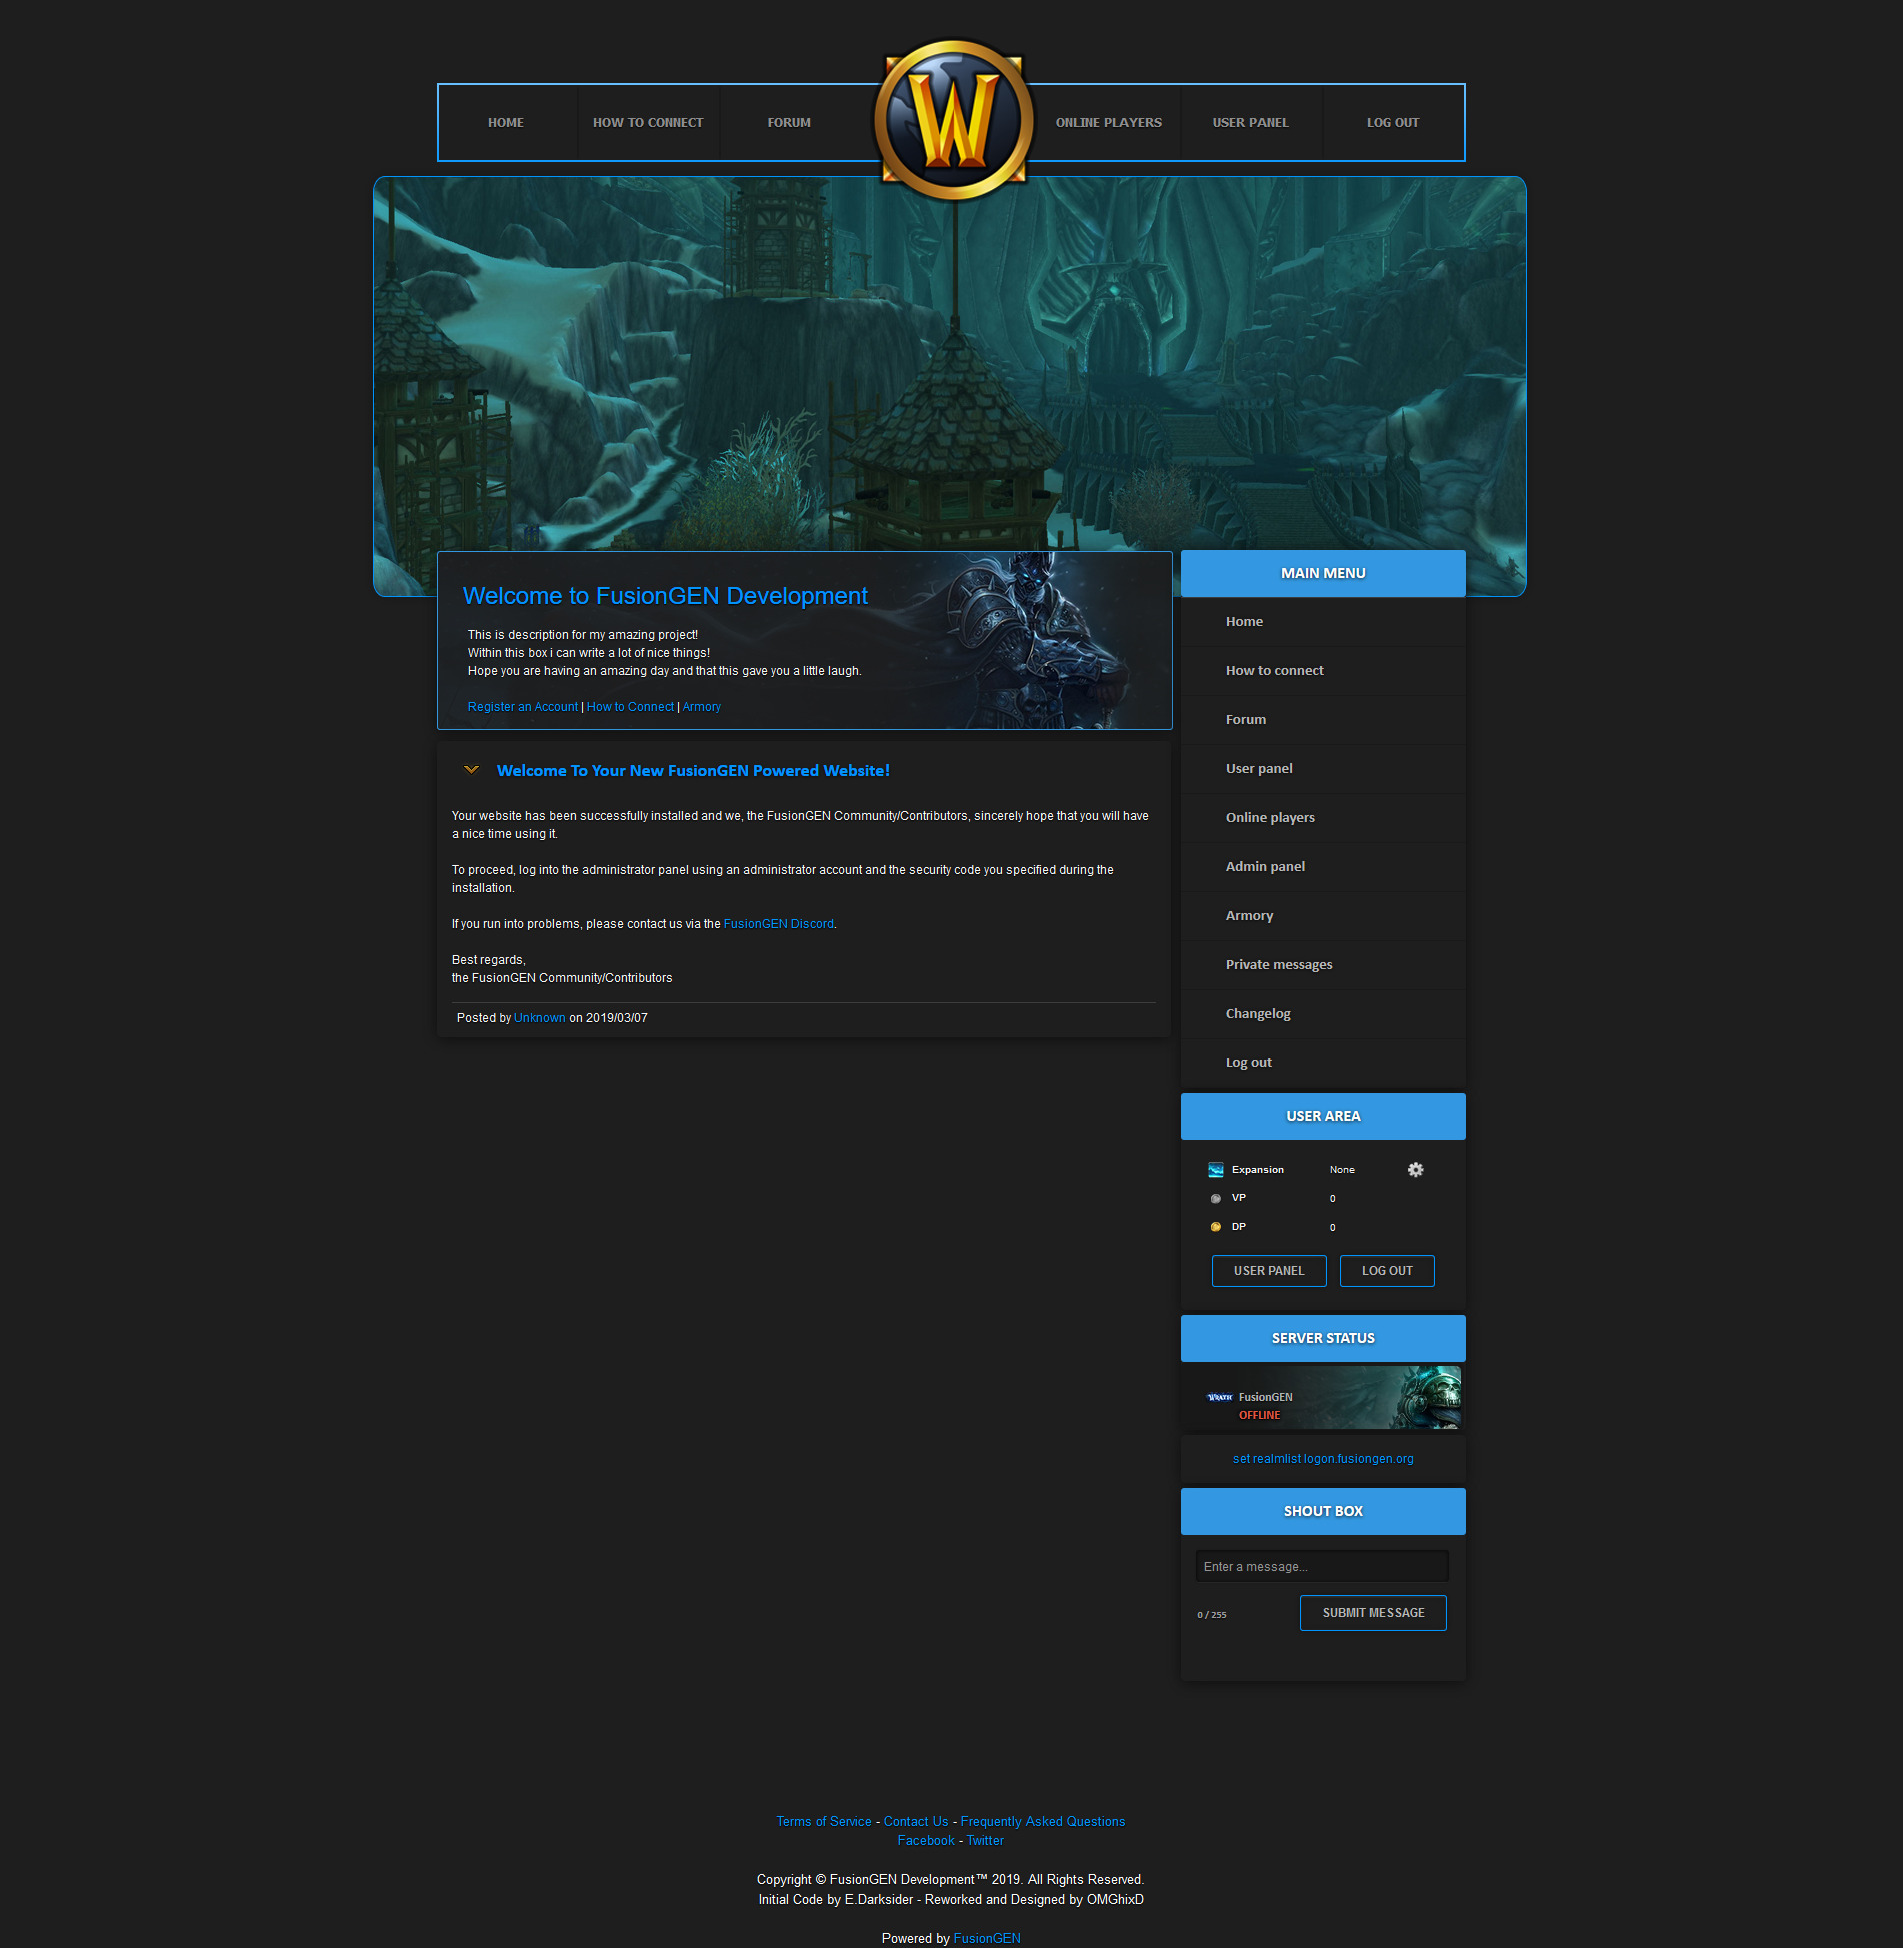 HOME
HOW TO CONNECT
FORUM
W
ONLINE PLAYERS
USER PANEL
LOG OUT
Welcome to FusionGEN Development
This is description for my amazing project!
Within this box i can write a lot of nice things!
Hope you are having an amazing day and that this gave you a little laugh.
Register an Account | How to Connect | Armory
Welcome To Your New FusionGEN Powered Website!
Your website has been successfully installed and we, the FusionGEN Community/Contributors, sincerely hope that you will have
a nice time using it.
To proceed, log into the administrator panel using an administrator account and the security code you specified during the
installation.
If you run into problems, please contact us via the FusionGEN Discord.
Best regards,
the FusionGEN Community/Contributors
Posted by Unknown on 2019/03/07
MAIN MENU
Home
How to connect
Forum
User panel
Online players
Admin panel
Armory
Private messages
Changelog
Log out
USER AREA
Expansion None
VP 0
DP 0
USER PANEL
LOG OUT
SERVER STATUS
WRATH FusionGEN
OFFLINE
set realmlist logon.fusiongen.org
SHOUT BOX
Enter a message...
0 / 255
SUBMIT MESSAGE
Terms of Service - Contact Us - Frequently Asked Questions
Facebook - Twitter
Copyright © FusionGEN Development™ 2019. All Rights Reserved.
Initial Code by E.Darksider - Reworked and Designed by OMGhixD
Powered by FusionGEN